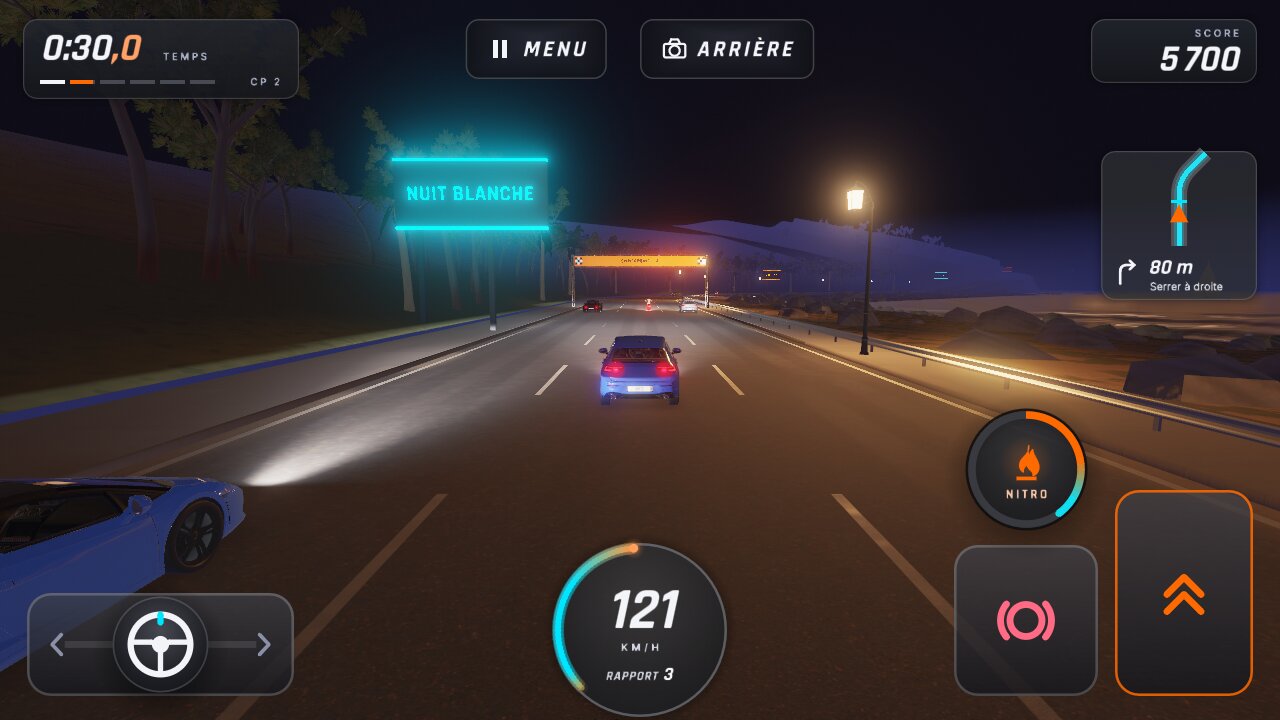 0:30,0 TEMPS
CP 2
MENU
ARRIÈRE
SCORE
5 700
NUIT BLANCHE
80 m
Serrer à droite
NITRO
121
KM/H
RAPPORT 3